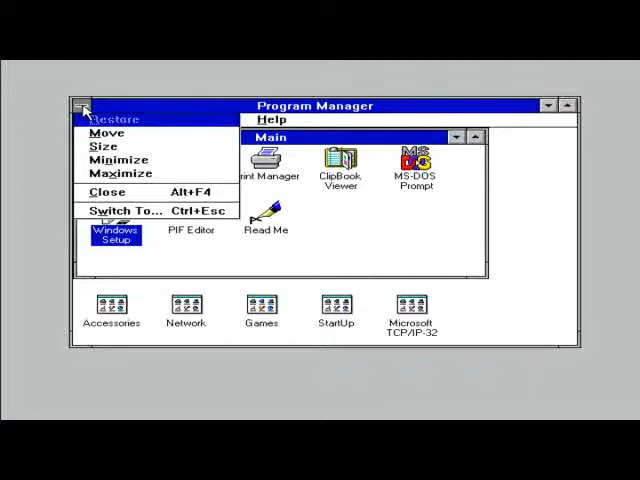 Program Manager
Restore
Move
Size
Minimize
Maximize
Close Alt+F4
Switch To... Ctrl+Esc
Help
Main
Manager
ClipBook
Viewer
MS-DOS
Prompt
MS
DOS
Windows
Setup
PIF Editor
Read Me
Accessories
Network
Games
StartUp
Microsoft
TCP/IP-32